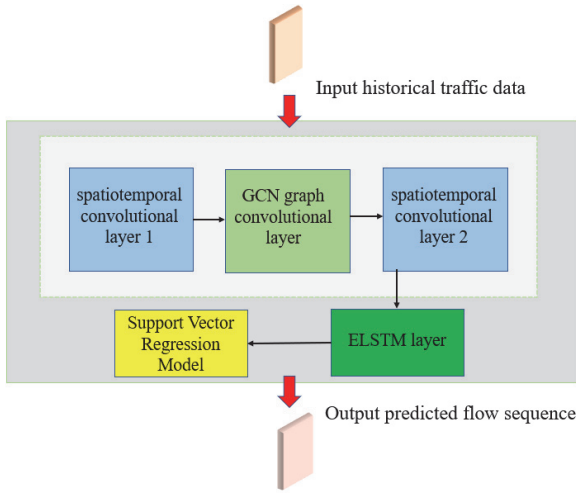 Input historical traffic data
spatiotemporal
convolutional
layer 1
GCN graph
convolutional
layer
spatiotemporal
convolutional
layer 2
Support Vector
Regression
Model
ELSTM layer
Output predicted flow sequence